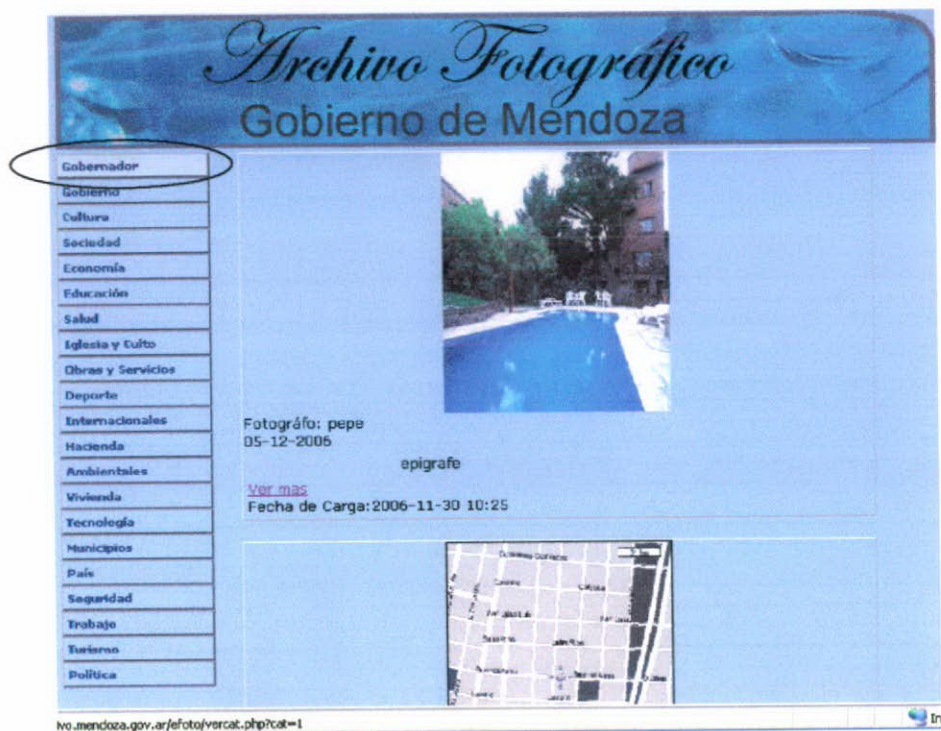 Archivo Fotográfico
Gobierno de Mendoza
Gobernador
Gobierno
Cultura
Sociedad
Economía
Educación
Salud
Iglesia y Culto
Obras y Servicios
Deporte
Internacionales
Hacienda
Ambientales
Vivienda
Tecnología
Municipios
País
Seguridad
Trabajo
Turismo
Política
Fotográfo: pepe
05-12-2006
epigrafe
Ver mas
Fecha de Carga:2006-11-30 10:25
ivo.mendoza.gov.ar/efoto/vercat.php?cat=1
In